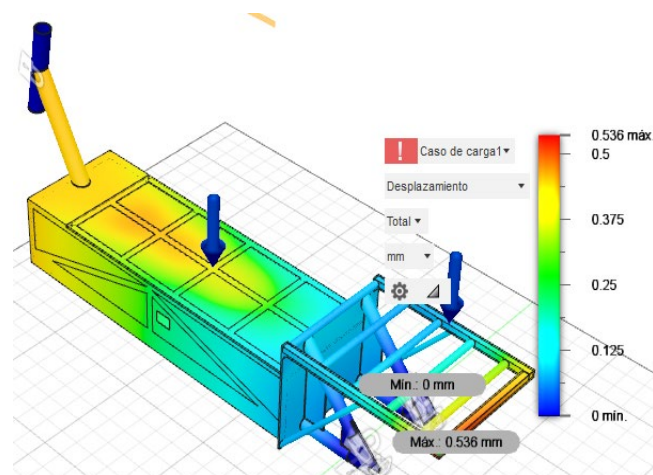 0.536 máx
Caso de carga1
0.5
Desplazamiento
Total
0.375
mm
0.25
0.125
Mín.: 0 mm
0 mín.
Máx.: 0.536 mm